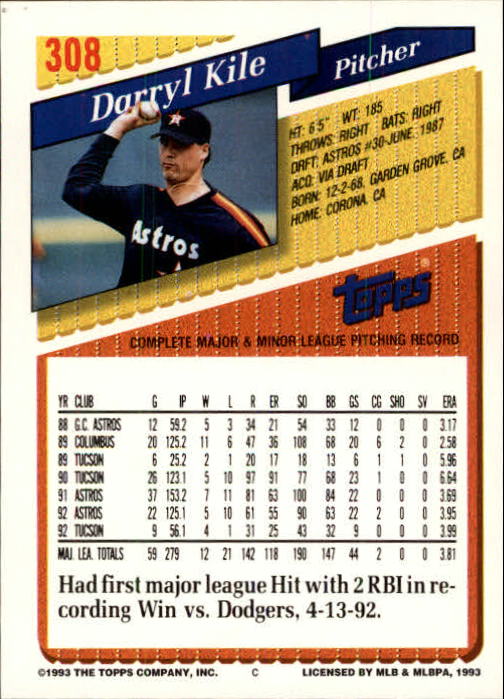 308
Darryl Kile
Pitcher
HT: 6'5" WT: 185
THROWS: RIGHT BATS: RIGHT
DRFT: ASTROS #30-JUNE, 1987
ACQ: VIA DRAFT
BORN: 12-2-68, GARDEN GROVE, CA
HOME: CORONA, CA
Astros
TOPPS®
COMPLETE MAJOR & MINOR LEAGUE PITCHING RECORD
YR CLUB G IP W L R ER SO BB GS CG SHO SV ERA
88 G.C. ASTROS 12 59.2 5 3 34 21 54 33 12 0 0 0 3.17
89 COLUMBUS 20 125.2 11 6 47 36 108 68 20 6 2 0 2.58
89 TUCSON 6 25.2 2 1 20 17 18 13 6 1 1 0 5.96
90 TUCSON 26 123.1 5 10 97 91 77 68 23 1 0 0 6.64
91 ASTROS 37 153.2 7 11 81 63 100 84 22 0 0 0 3.69
92 ASTROS 22 125.1 5 10 61 55 90 63 22 2 0 0 3.95
92 TUCSON 9 56.1 4 1 31 25 43 32 9 0 0 0 3.99
MAJ. LEA. TOTALS 59 279 12 21 142 118 190 147 44 2 0 0 3.81
Had first major league Hit with 2 RBI in re-
cording Win vs. Dodgers, 4-13-92.
©1993 THE TOPPS COMPANY, INC. C LICENSED BY MLB & MLBPA, 1993